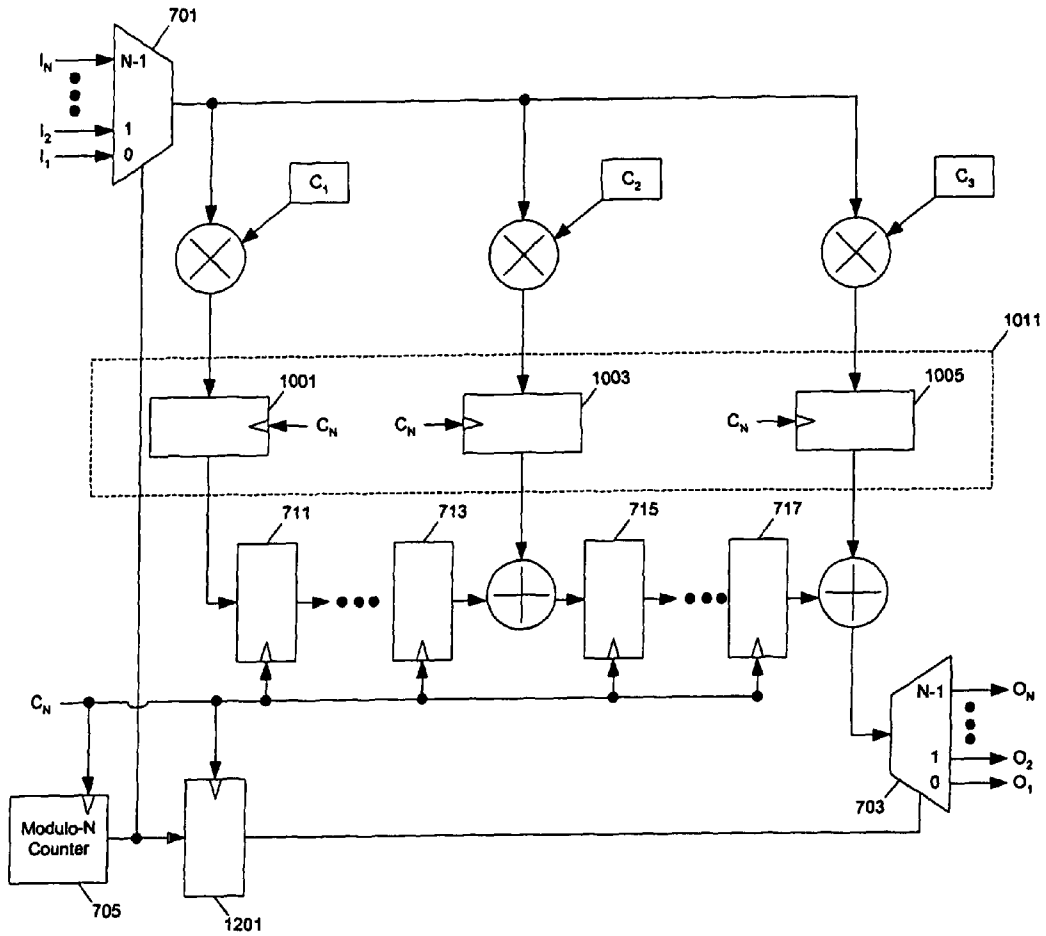 701
I_N
N-1
I_2
1
I_1
0
C_1
C_2
C_3
1011
1001
1003
1005
C_N
C_N
C_N
711
713
715
717
C_N
N-1
O_N
1
O_2
0
O_1
703
Modulo-N
Counter
705
1201